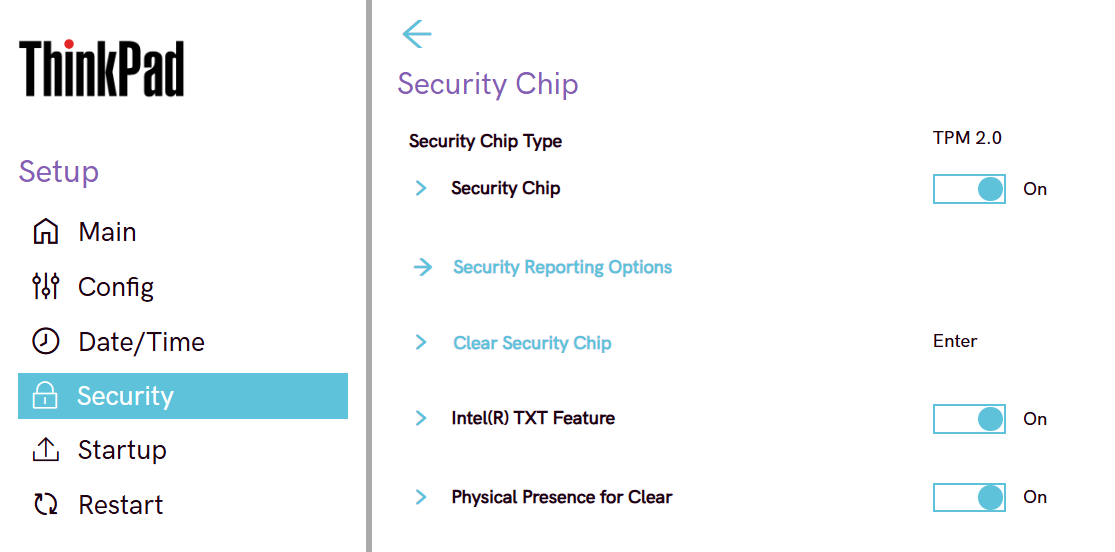 ThinkPad
Setup
Main
Config
Date/Time
Security
Startup
Restart
Security Chip
Security Chip Type TPM 2.0
Security Chip On
Security Reporting Options
Clear Security Chip Enter
Intel(R) TXT Feature On
Physical Presence for Clear On